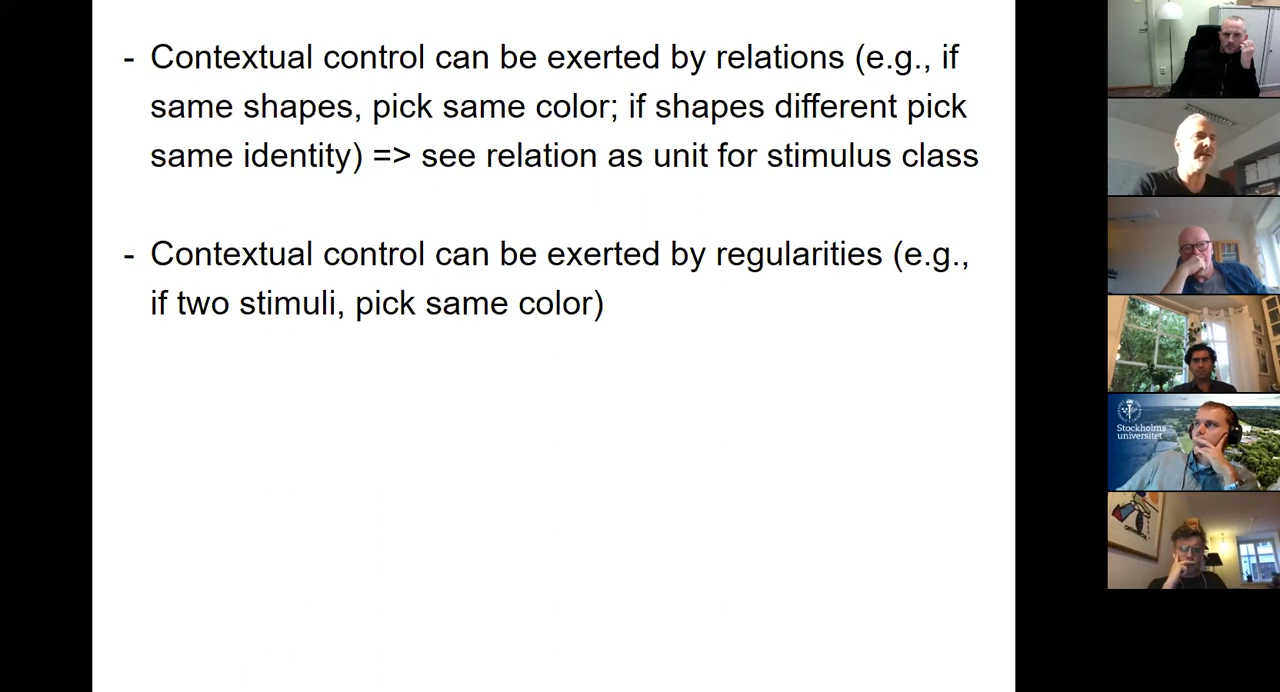 - Contextual control can be exerted by relations (e.g., if
same shapes, pick same color; if shapes different pick
same identity) => see relation as unit for stimulus class
- Contextual control can be exerted by regularities (e.g.,
if two stimuli, pick same color)
Stockholms
universitet